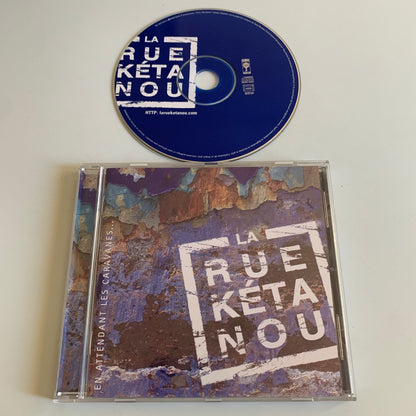 LA
RUE
KÉTA
NOU
HTTP: larueketanou.com
EN ATTENDANT LES CARAVANES...
LA
RUE
KÉTA
NOU